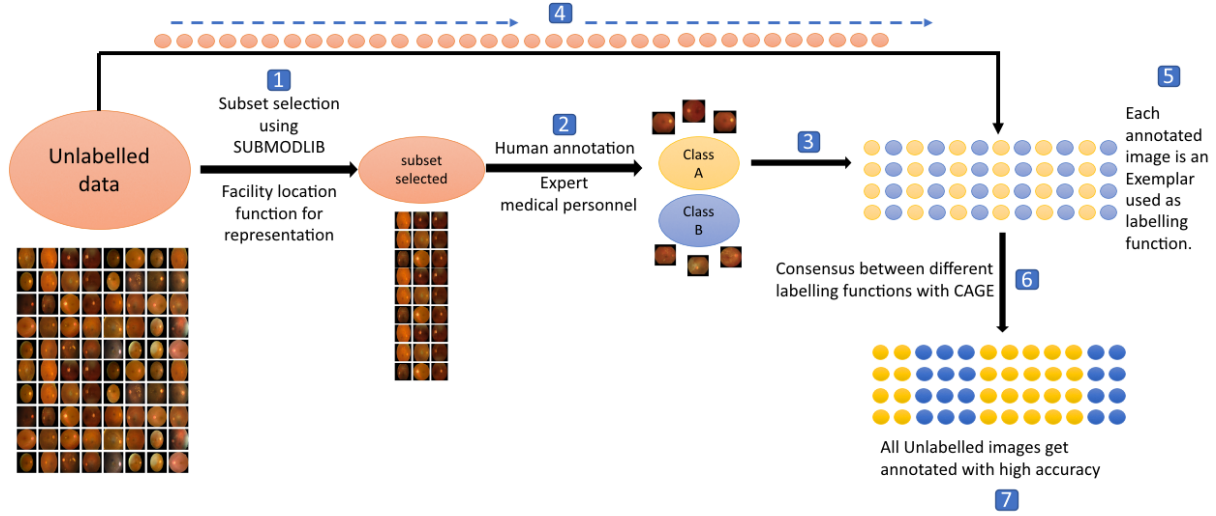 4
1
Subset selection
using
SUBMODLIB
Facility location
function for
representation
Unlabelled
data
subset
selected
2
Human annotation
Expert
medical personnel
Class
A
Class
B
3
5
Each
annotated
image is an
Exemplar
used as
labelling
function.
Consensus between different
labelling functions with CAGE
6
All Unlabelled images get
annotated with high accuracy
7